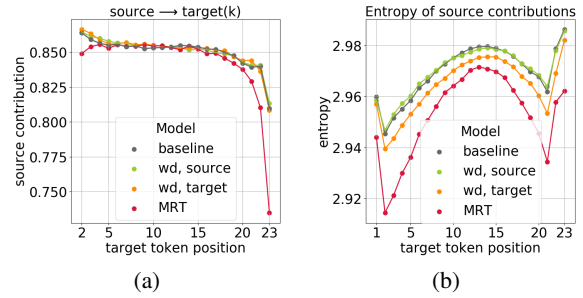 source ⟶ target(k)
source contribution
0.850
0.825
0.800
0.775
0.750
Model
baseline
wd, source
wd, target
MRT
2 5 10 15 20 23
target token position
(a)
Entropy of source contributions
entropy
2.98
2.96
2.94
2.92
Model
baseline
wd, source
wd, target
MRT
1 5 10 15 20 23
target token position
(b)